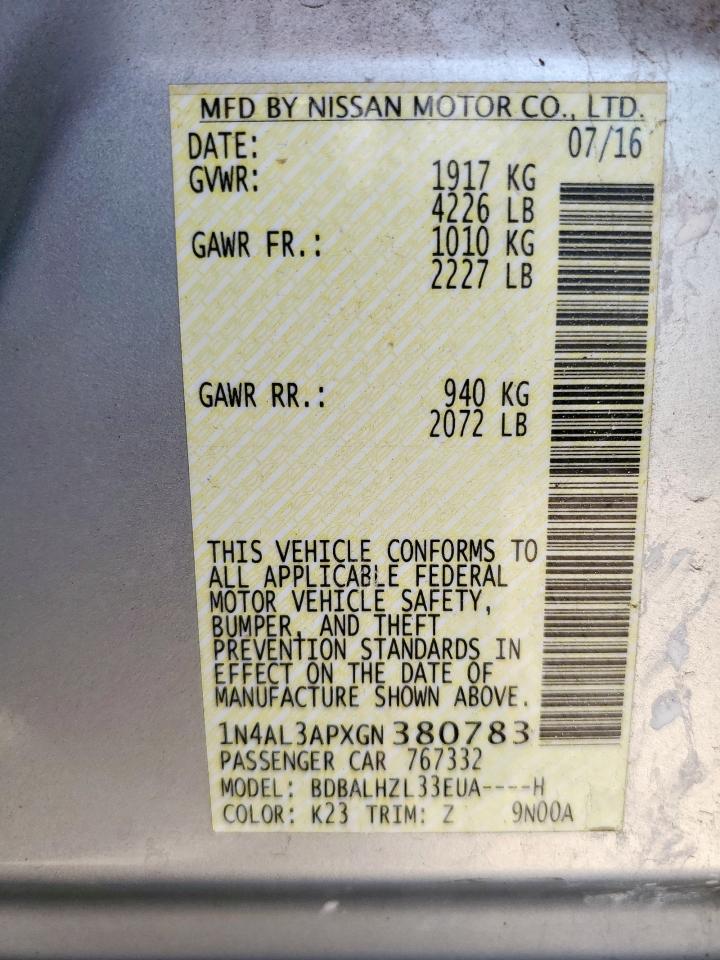 MFD BY NISSAN MOTOR CO., LTD.
DATE: 07/16
GVWR: 1917 KG
4226 LB
GAWR FR.: 1010 KG
2227 LB
GAWR RR.: 940 KG
2072 LB
THIS VEHICLE CONFORMS TO
ALL APPLICABLE FEDERAL
MOTOR VEHICLE SAFETY,
BUMPER, AND THEFT
PREVENTION STANDARDS IN
EFFECT ON THE DATE OF
MANUFACTURE SHOWN ABOVE.
1N4AL3APXGN380783
PASSENGER CAR 767332
MODEL: BDBALHZL33EUA----H
COLOR: K23 TRIM: Z 9N00A